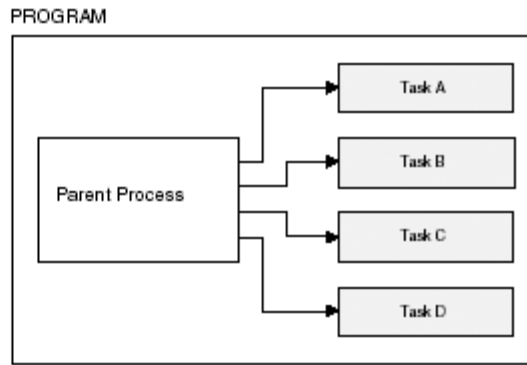 PROGRAM
Task A
Task B
Parent Process
Task C
Task D